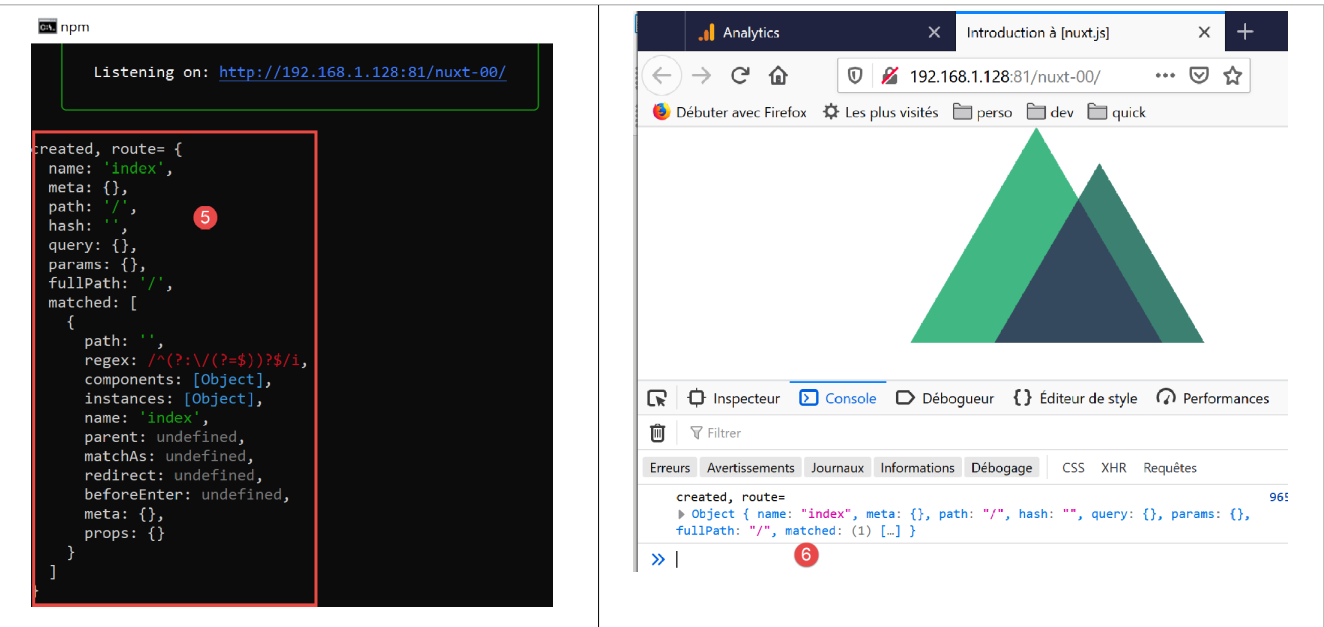 npm
Listening on: http://192.168.1.128:81/nuxt-00/
created, route= {
name: 'index',
meta: {},
path: '/',
hash: '',
query: {},
params: {},
fullPath: '/',
matched: [
{
path: '',
regex: /^(?:\/(?=$))?$/i,
components: [Object],
instances: [Object],
name: 'index',
parent: undefined,
matchAs: undefined,
redirect: undefined,
beforeEnter: undefined,
meta: {},
props: {}
}
]
}
5
Analytics
Introduction à [nuxt.js]
192.168.1.128:81/nuxt-00/
Débuter avec Firefox Les plus visités perso dev quick
Inspecteur Console Débogueur {} Éditeur de style Performances
Filtrer
Erreurs Avertissements Journaux Informations Débogage CSS XHR Requêtes
created, route= 965
Object { name: "index", meta: {}, path: "/", hash: "", query: {}, params: {},
fullPath: "/", matched: (1) […] }
6